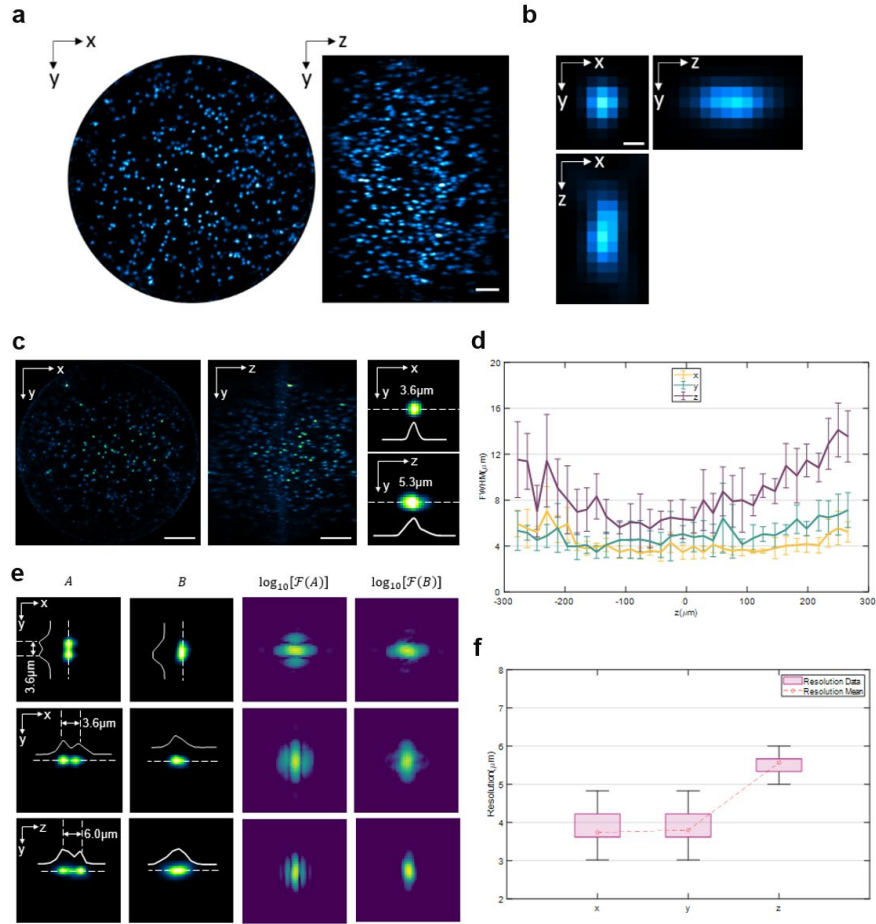 a
x
y
z
y
b
x
y
z
y
x
z
c
x
y
z
y
x
y
3.6μm
z
y
5.3μm
d
20
16
12
8
4
0
FWHM(μm)
x
y
z
-300
-200
-100
0
100
200
300
z(μm)
e
A
B
log₁₀[ℱ(A)]
log₁₀[ℱ(B)]
x
y
3.6μm
x
y
3.6μm
z
y
6.0μm
f
8
7
6
5
4
3
2
Resolution(μm)
Resolution Data
Resolution Mean
x
y
z